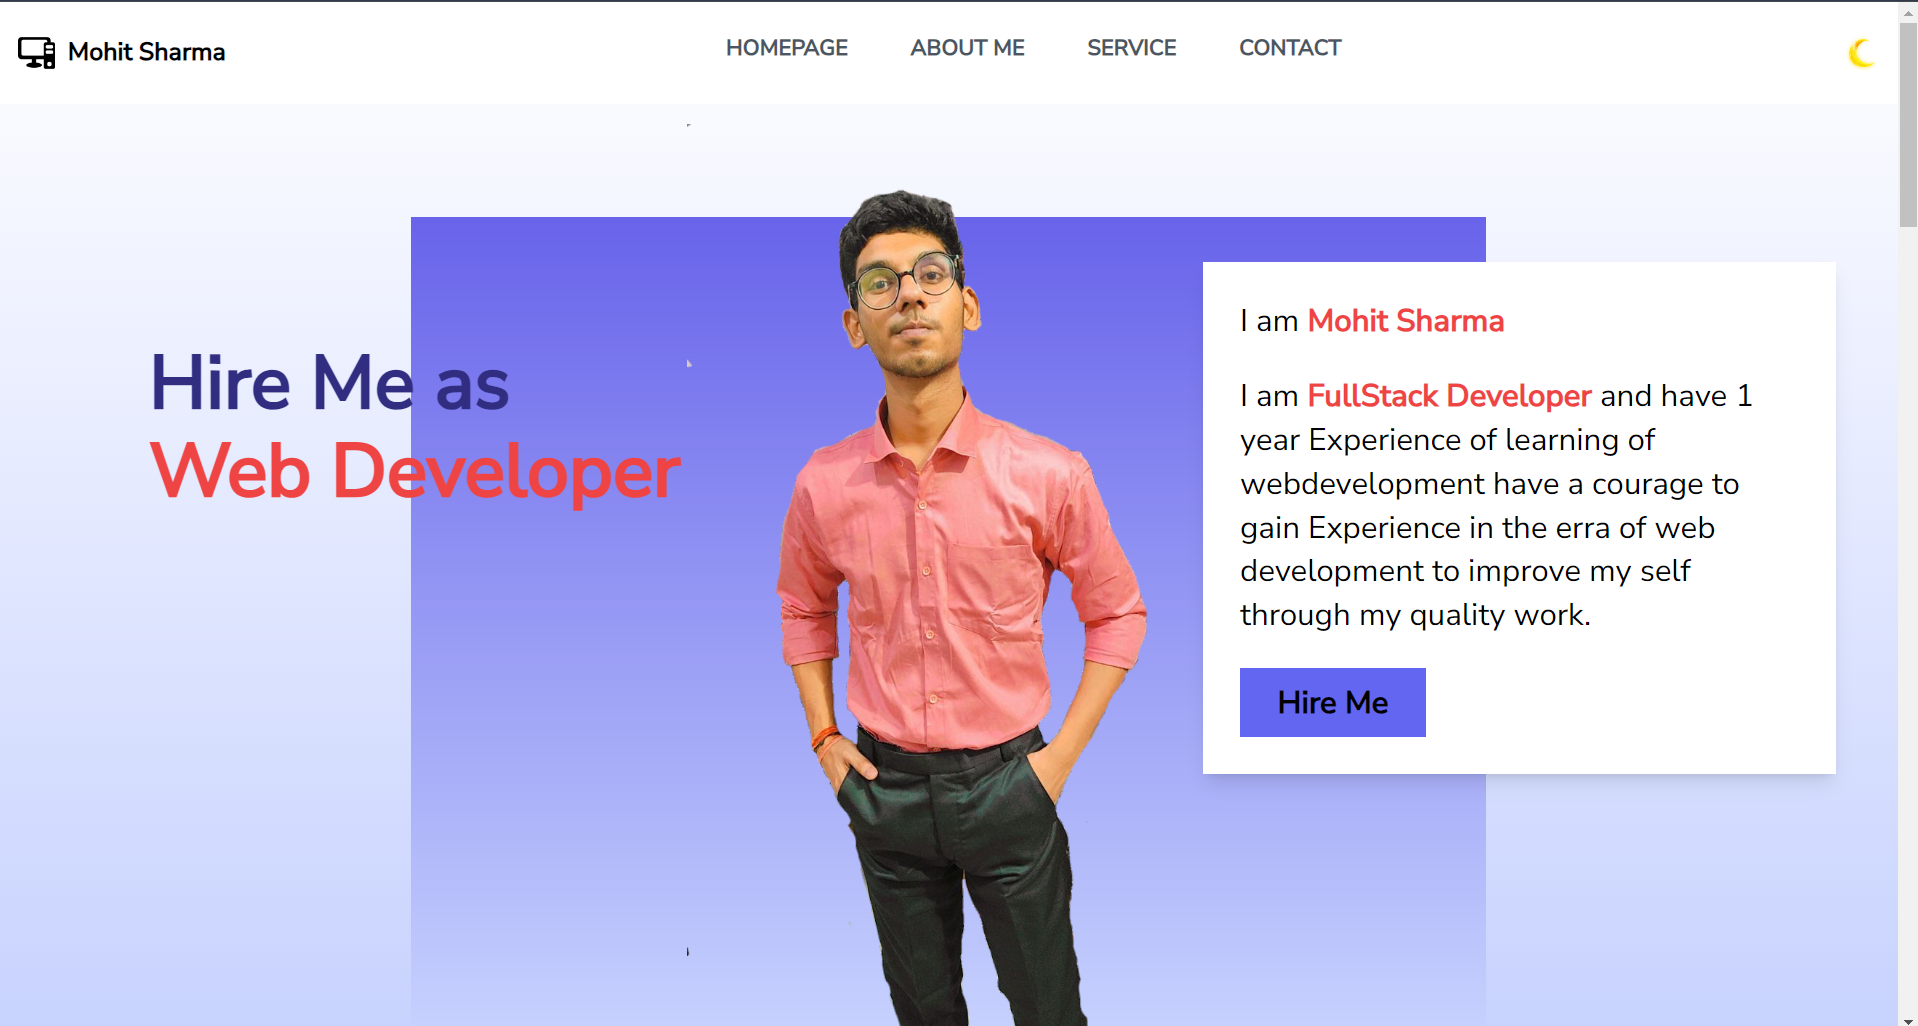 Mohit Sharma
HOMEPAGE ABOUT ME SERVICE CONTACT
Hire Me as
Web Developer
I am Mohit Sharma
I am FullStack Developer and have 1
year Experience of learning of
webdevelopment have a courage to
gain Experience in the erra of web
development to improve my self
through my quality work.
Hire Me